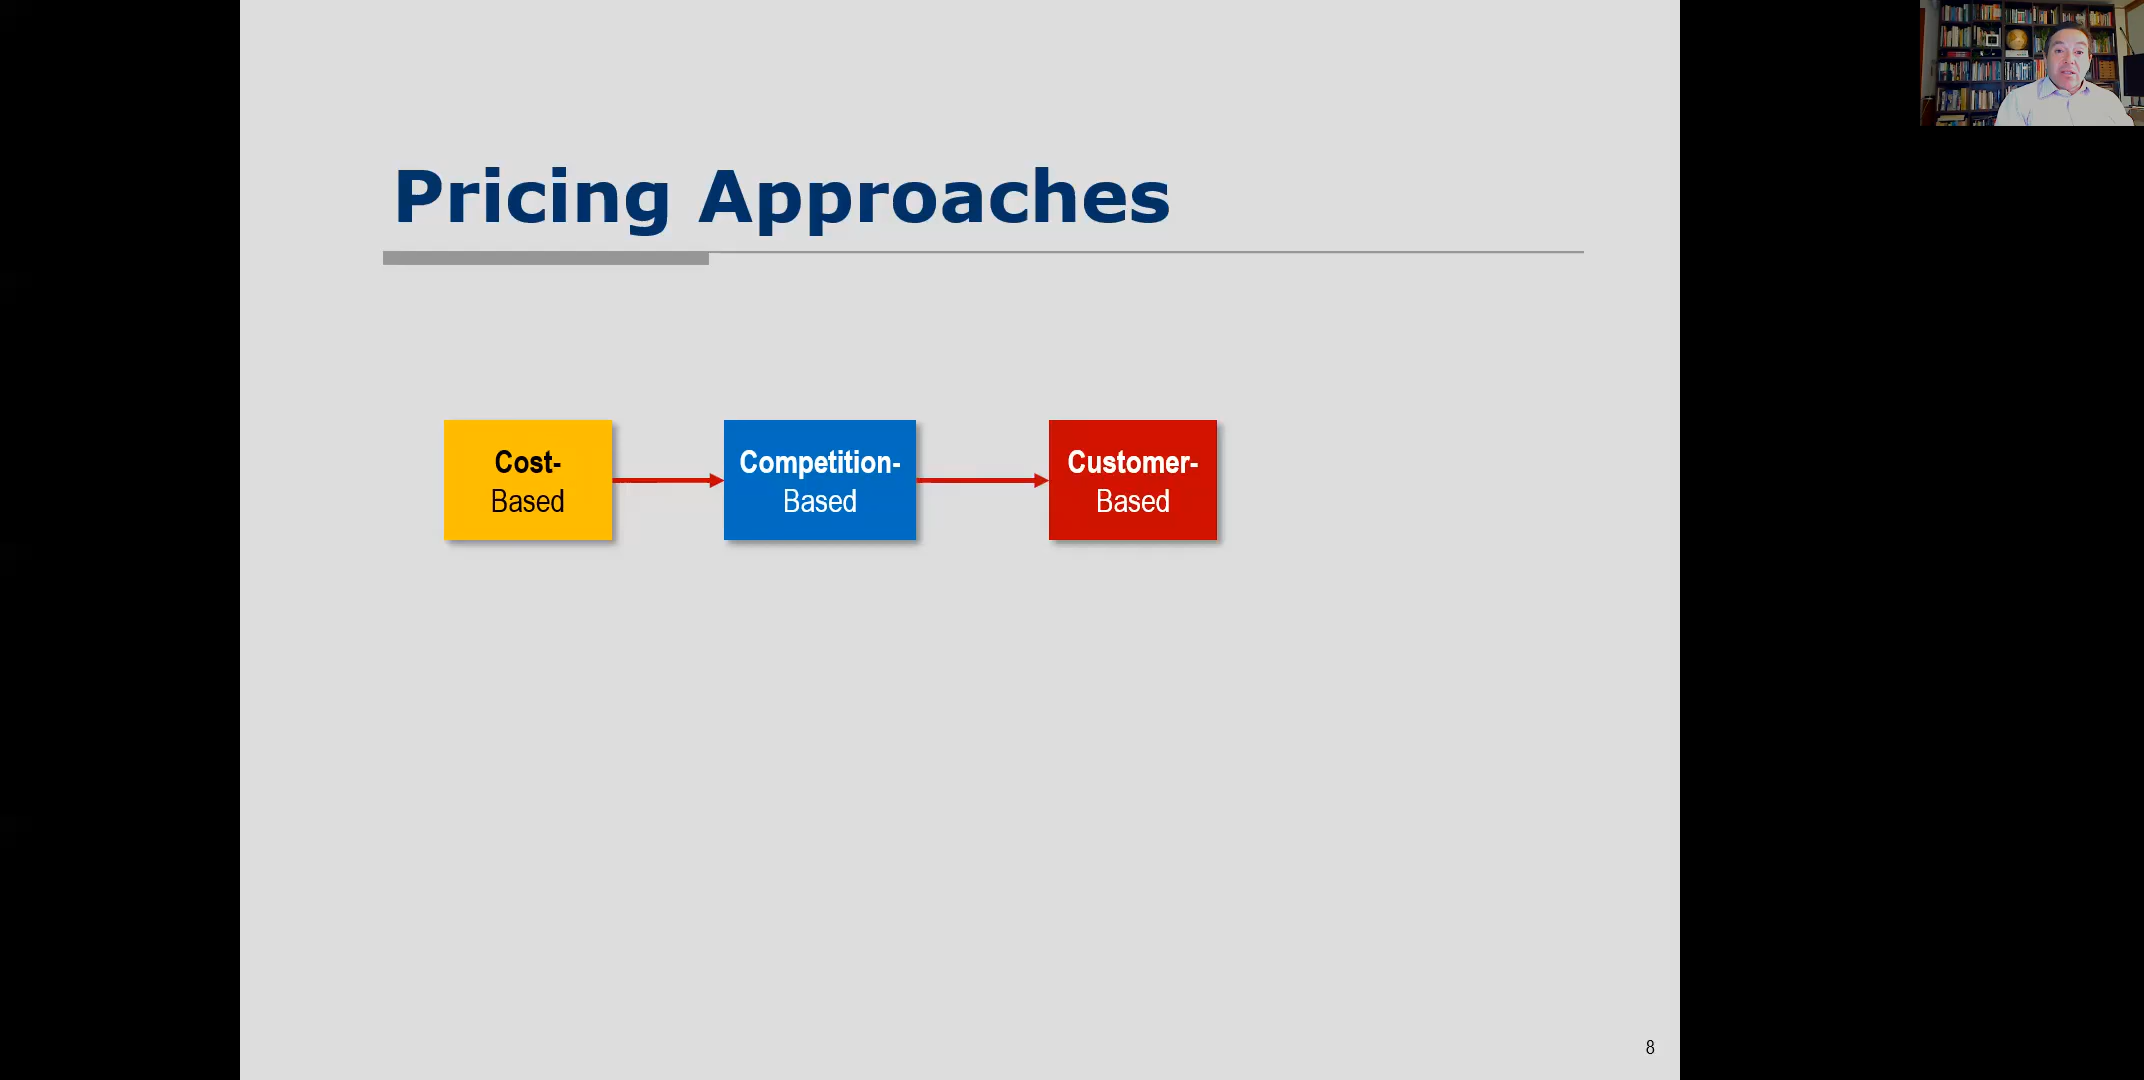 Pricing Approaches
Cost-
Based
Competition-
Based
Customer-
Based
8